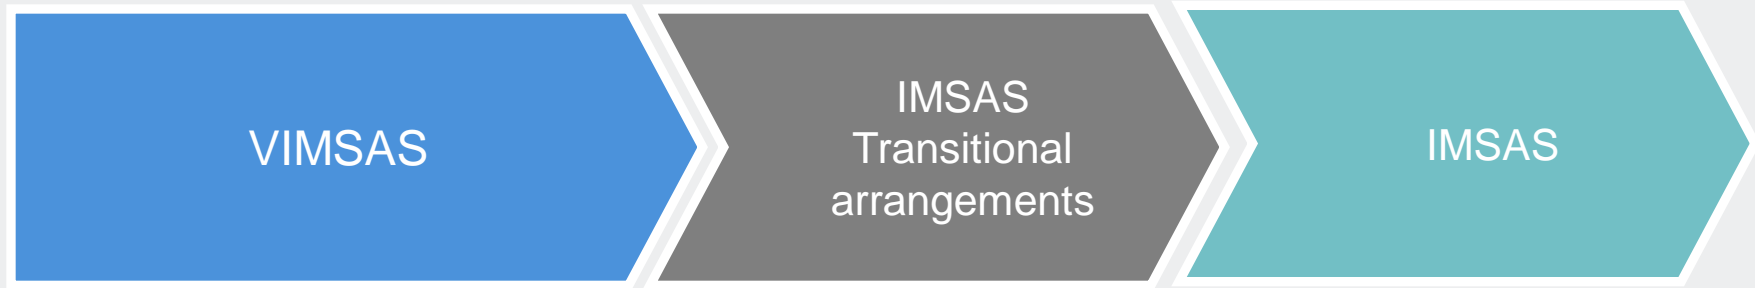 VIMSAS
IMSAS
Transitional
arrangements
IMSAS